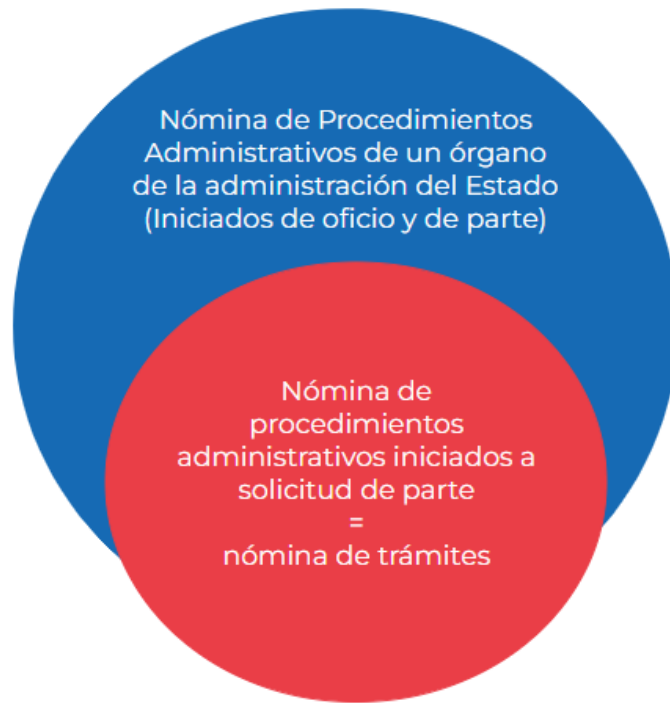 Nómina de Procedimientos
Administrativos de un órgano
de la administración del Estado
(Iniciados de oficio y de parte)
Nómina de
procedimientos
administrativos iniciados a
solicitud de parte
=
nómina de trámites